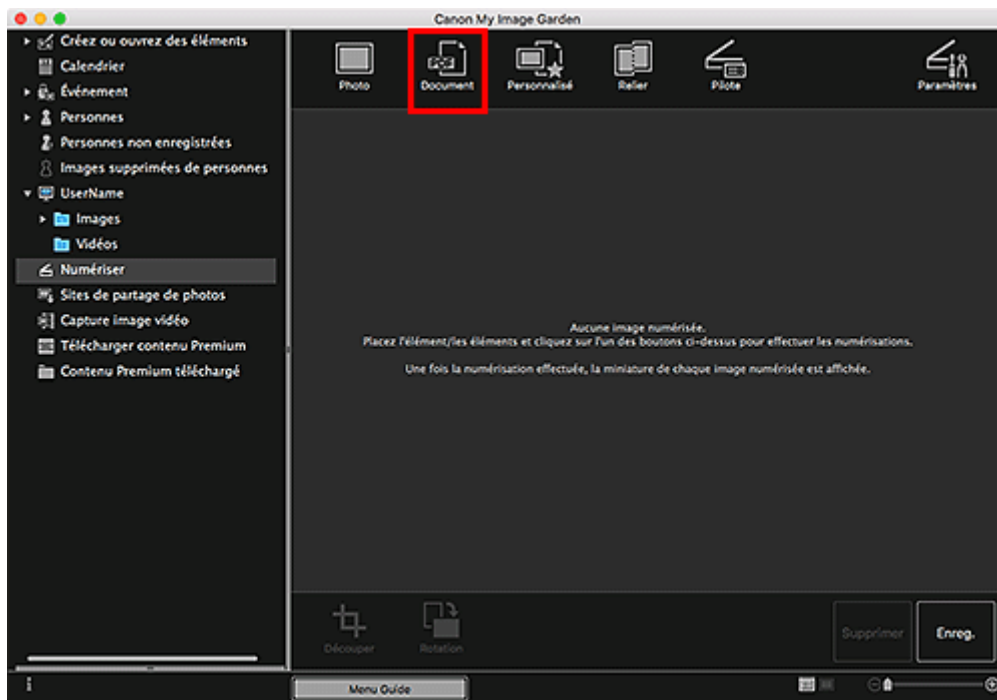 Canon My Image Garden
Créez ou ouvrez des éléments
Calendrier
Événement
Personnes
Personnes non enregistrées
Images supprimées de personnes
UserName
Images
Vidéos
Numériser
Sites de partage de photos
Capture image vidéo
Télécharger contenu Premium
Contenu Premium téléchargé
Photo
PDF
Document
Personnalisé
Relier
Pilote
Paramètres
Aucune image numérisée.
Placez l'élément/les éléments et cliquez sur l'un des boutons ci-dessus pour effectuer les numérisations.
Une fois la numérisation effectuée, la miniature de chaque image numérisée est affichée.
Découper
Rotation
Supprimer
Enreg.
Menu Guide